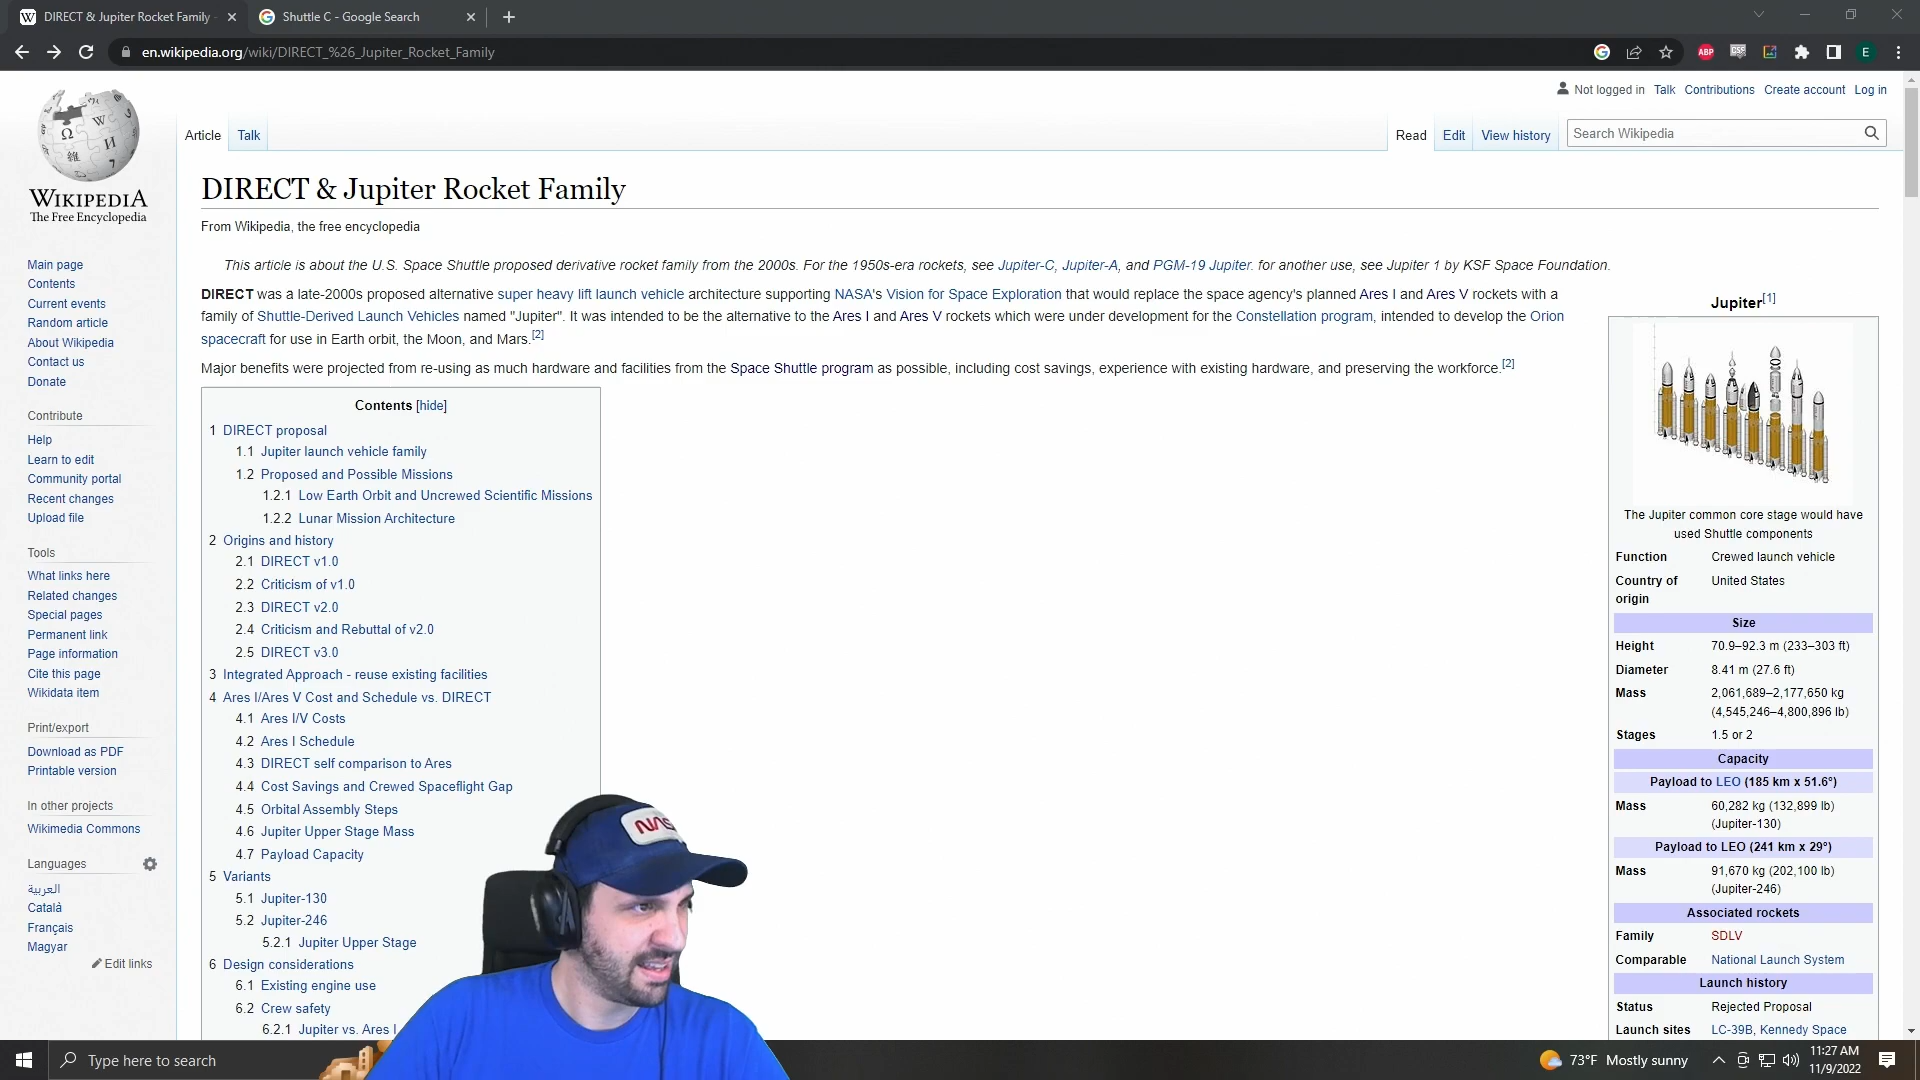 DIRECT & Jupiter Rocket Family -
Shuttle C - Google Search
en.wikipedia.org/wiki/DIRECT_%26_Jupiter_Rocket_Family
ABP
E
Not logged in Talk Contributions Create account Log in
Article Talk
Read Edit View history
Search Wikipedia
WIKIPEDIA
The Free Encyclopedia
Main page
Contents
Current events
Random article
About Wikipedia
Contact us
Donate
Contribute
Help
Learn to edit
Community portal
Recent changes
Upload file
Tools
What links here
Related changes
Special pages
Permanent link
Page information
Cite this page
Wikidata item
Print/export
Download as PDF
Printable version
In other projects
Wikimedia Commons
Languages
العربية
Català
Français
Magyar
Edit links
DIRECT & Jupiter Rocket Family
From Wikipedia, the free encyclopedia
This article is about the U.S. Space Shuttle proposed derivative rocket family from the 2000s. For the 1950s-era rockets, see Jupiter-C, Jupiter-A, and PGM-19 Jupiter. for another use, see Jupiter 1 by KSF Space Foundation.
DIRECT was a late-2000s proposed alternative super heavy lift launch vehicle architecture supporting NASA's Vision for Space Exploration that would replace the space agency's planned Ares I and Ares V rockets with a
family of Shuttle-Derived Launch Vehicles named "Jupiter". It was intended to be the alternative to the Ares I and Ares V rockets which were under development for the Constellation program, intended to develop the Orion
spacecraft for use in Earth orbit, the Moon, and Mars.[2]
Major benefits were projected from re-using as much hardware and facilities from the Space Shuttle program as possible, including cost savings, experience with existing hardware, and preserving the workforce.[2]
Contents [hide]
1 DIRECT proposal
1.1 Jupiter launch vehicle family
1.2 Proposed and Possible Missions
1.2.1 Low Earth Orbit and Uncrewed Scientific Missions
1.2.2 Lunar Mission Architecture
2 Origins and history
2.1 DIRECT v1.0
2.2 Criticism of v1.0
2.3 DIRECT v2.0
2.4 Criticism and Rebuttal of v2.0
2.5 DIRECT v3.0
3 Integrated Approach - reuse existing facilities
4 Ares I/Ares V Cost and Schedule vs. DIRECT
4.1 Ares I/V Costs
4.2 Ares I Schedule
4.3 DIRECT self comparison to Ares
4.4 Cost Savings and Crewed Spaceflight Gap
4.5 Orbital Assembly Steps
4.6 Jupiter Upper Stage Mass
4.7 Payload Capacity
5 Variants
5.1 Jupiter-130
5.2 Jupiter-246
5.2.1 Jupiter Upper Stage
6 Design considerations
6.1 Existing engine use
6.2 Crew safety
6.2.1 Jupiter vs. Ares I
Jupiter[1]
The Jupiter common core stage would have
used Shuttle components
Function Crewed launch vehicle
Country of origin United States
Size
Height 70.9–92.3 m (233–303 ft)
Diameter 8.41 m (27.6 ft)
Mass 2,061,689–2,177,650 kg
(4,545,246–4,800,896 lb)
Stages 1.5 or 2
Capacity
Payload to LEO (185 km x 51.6°)
Mass 60,282 kg (132,899 lb)
(Jupiter-130)
Payload to LEO (241 km x 29°)
Mass 91,670 kg (202,100 lb)
(Jupiter-246)
Associated rockets
Family SDLV
Comparable National Launch System
Launch history
Status Rejected Proposal
Launch sites LC-39B, Kennedy Space
NASA
Type here to search
73°F Mostly sunny
11:27 AM
11/9/2022